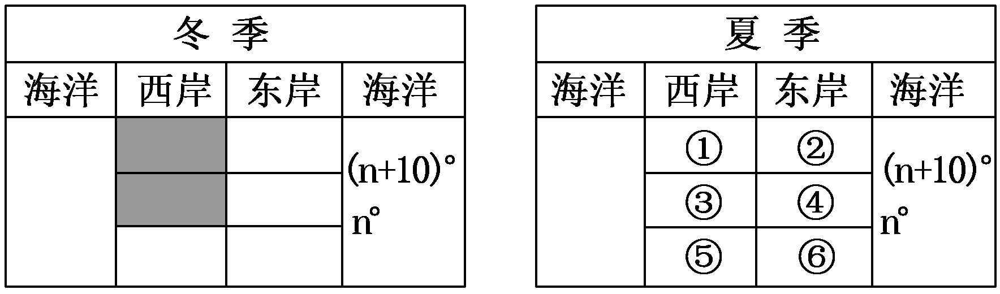 冬 季
海洋 西岸 东岸 海洋
(n+10)°
n°
夏 季
海洋 西岸 东岸 海洋
① ② (n+10)°
③ ④ n°
⑤ ⑥